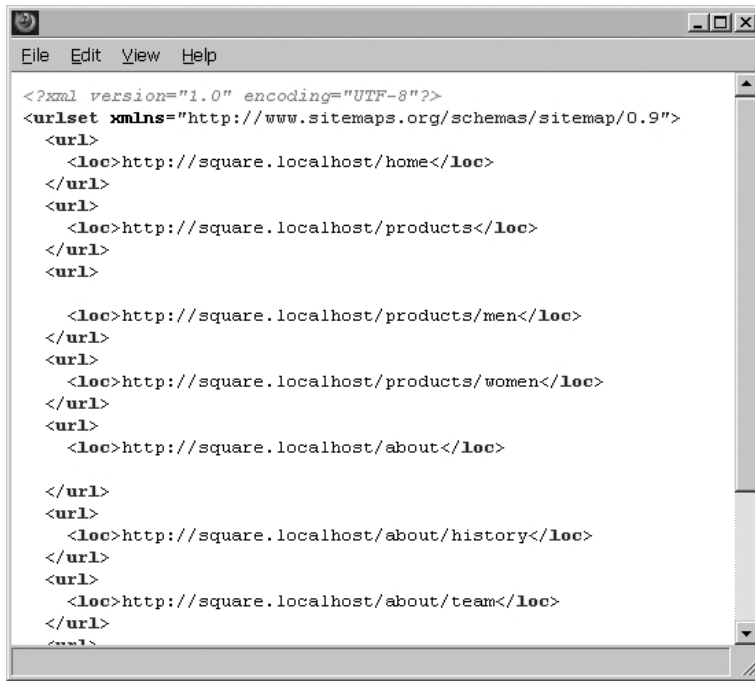 File Edit View Help
<?xml version="1.0" encoding="UTF-8"?>
<urlset xmlns="http://www.sitemaps.org/schemas/sitemap/0.9">
<url>
<loc>http://square.localhost/home</loc>
</url>
<url>
<loc>http://square.localhost/products</loc>
</url>
<url>
<loc>http://square.localhost/products/men</loc>
</url>
<url>
<loc>http://square.localhost/products/women</loc>
</url>
<url>
<loc>http://square.localhost/about</loc>
</url>
<url>
<loc>http://square.localhost/about/history</loc>
</url>
<url>
<loc>http://square.localhost/about/team</loc>
</url>